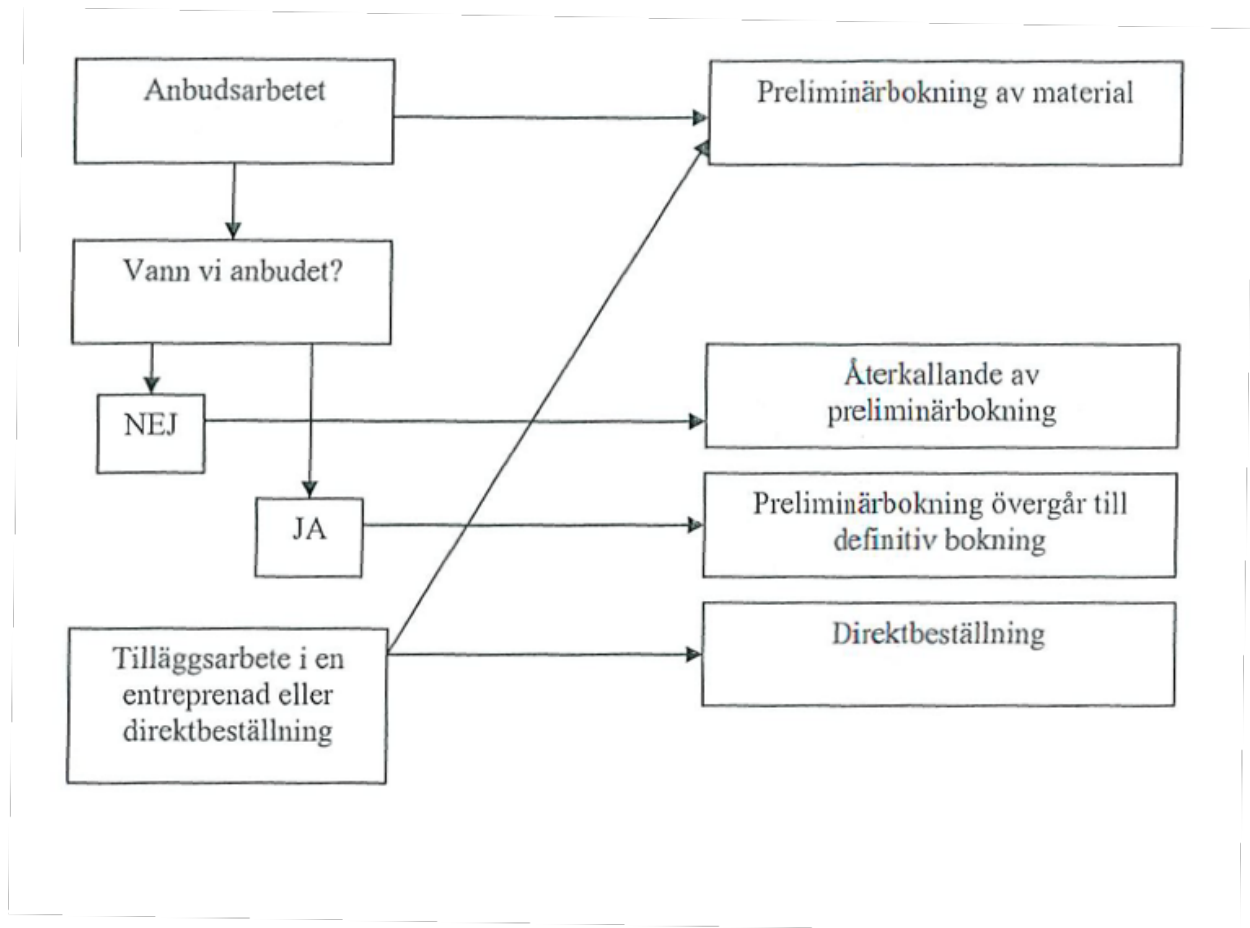 Anbudsarbetet
Preliminärbokning av material
Vann vi anbudet?
NEJ
Återkallande av
preliminärbokning
JA
Preliminärbokning övergår till
definitiv bokning
Tilläggsarbete i en
entreprenad eller
direktbeställning
Direktbeställning